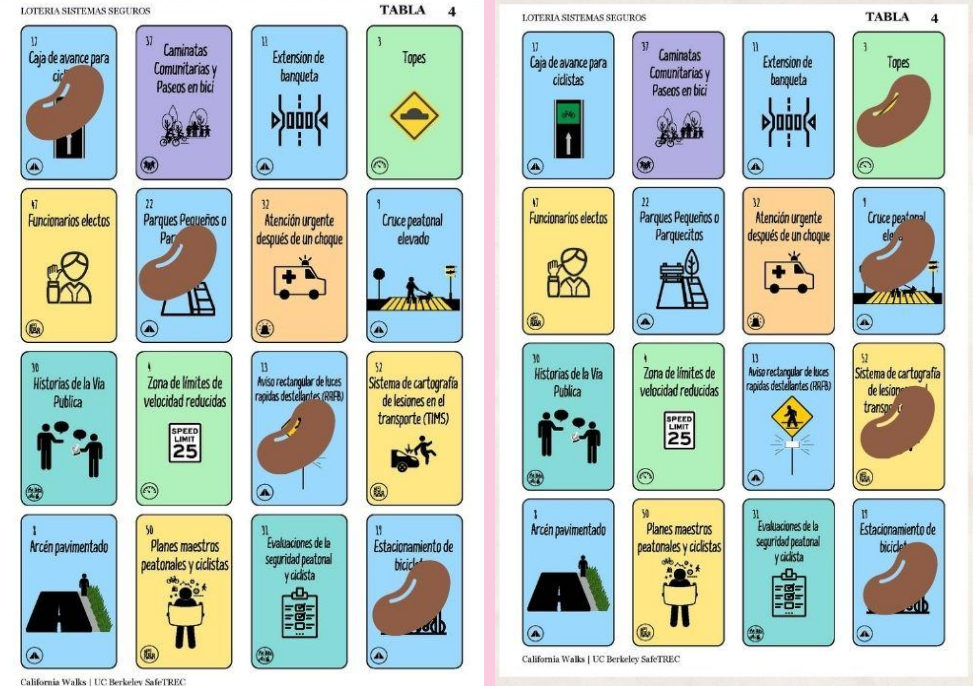 LOTERIA SISTEMAS SEGUROS
TABLA 4
17
Caja de avance para
37
Caminatas
Comunitarias y
Paseos en bici
11
Extension de
banqueta
3
Topes
47
Funcionarios electos
22
Parques Pequeños o
32
Atención urgente
después de un choque
9
Cruce peatonal
elevado
30
Historias de la Via
Publica
4
Zona de límites de
velocidad reducidas
SPEED
LIMIT
25
13
Aviso rectangular de luces
rapidas destellantes (RRFB)
52
Sistema de cartografía
de lesiones en el
transporte (TIMS)
8
Arcén pavimentado
50
Planes maestros
peatonales y ciclistas
31
Evaluaciones de la
seguridad peatonal
y ciclista
19
Estacionamiento de
California Walks | UC Berkeley SafeTREC
LOTERIA SISTEMAS SEGUROS
TABLA 4
17
Caja de avance para
ciclistas
37
Caminatas
Comunitarias y
Paseos en bici
11
Extension de
banqueta
3
Topes
47
Funcionarios electos
22
Parques Pequeños o
Parquecitos
32
Atención urgente
después de un choque
9
Cruce peatonal
30
Historias de la Via
Publica
4
Zona de límites de
velocidad reducidas
SPEED
LIMIT
25
13
Aviso rectangular de luces
rapidas destellantes (RRFB)
52
Sistema de cartografía
de lesiones
8
Arcén pavimentado
50
Planes maestros
peatonales y ciclistas
31
Evaluaciones de la
seguridad peatonal
y ciclista
19
Estacionamiento de
California Walks | UC Berkeley SafeTREC